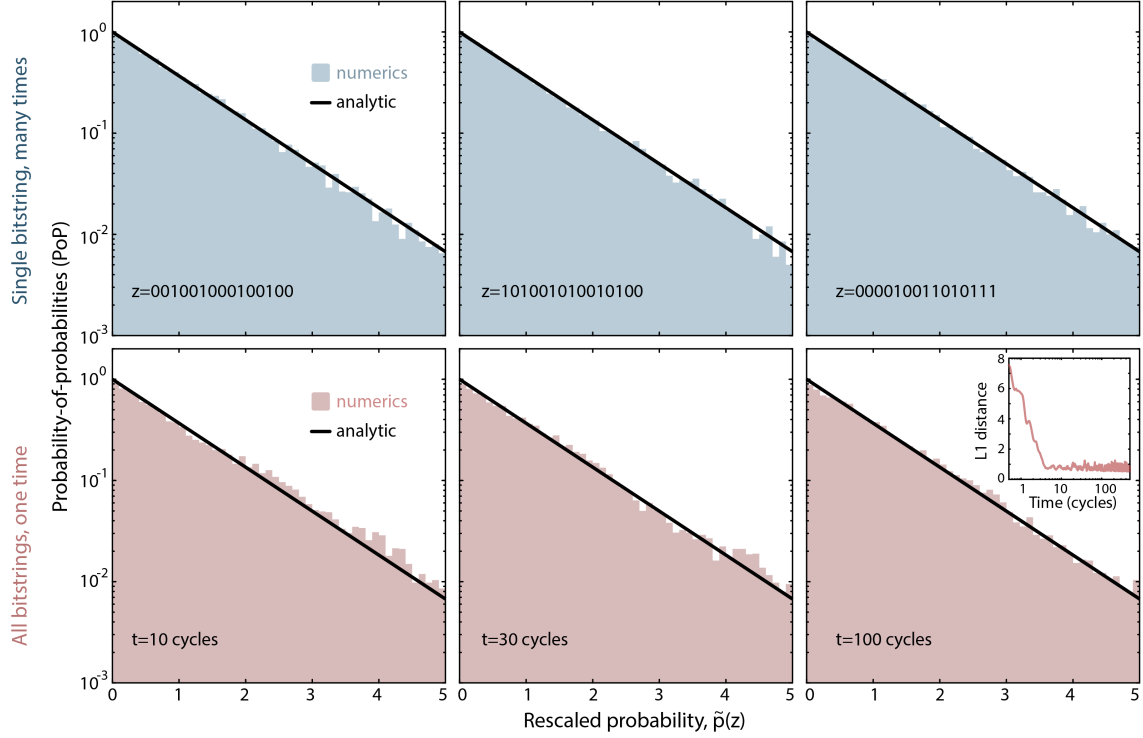 Single bitstring, many times
All bitstrings, one time
Probability-of-probabilities (PoP)
10^0
10^-1
10^-2
10^-3
numerics
analytic
z=001001000100100
z=101001010010100
z=000010011010111
10^0
10^-1
10^-2
10^-3
numerics
analytic
t=10 cycles
t=30 cycles
t=100 cycles
8
6
4
2
0
L1 distance
1 10 100
Time (cycles)
0 1 2 3 4 5
0 1 2 3 4 5
0 1 2 3 4 5
Rescaled probability, p̃(z)